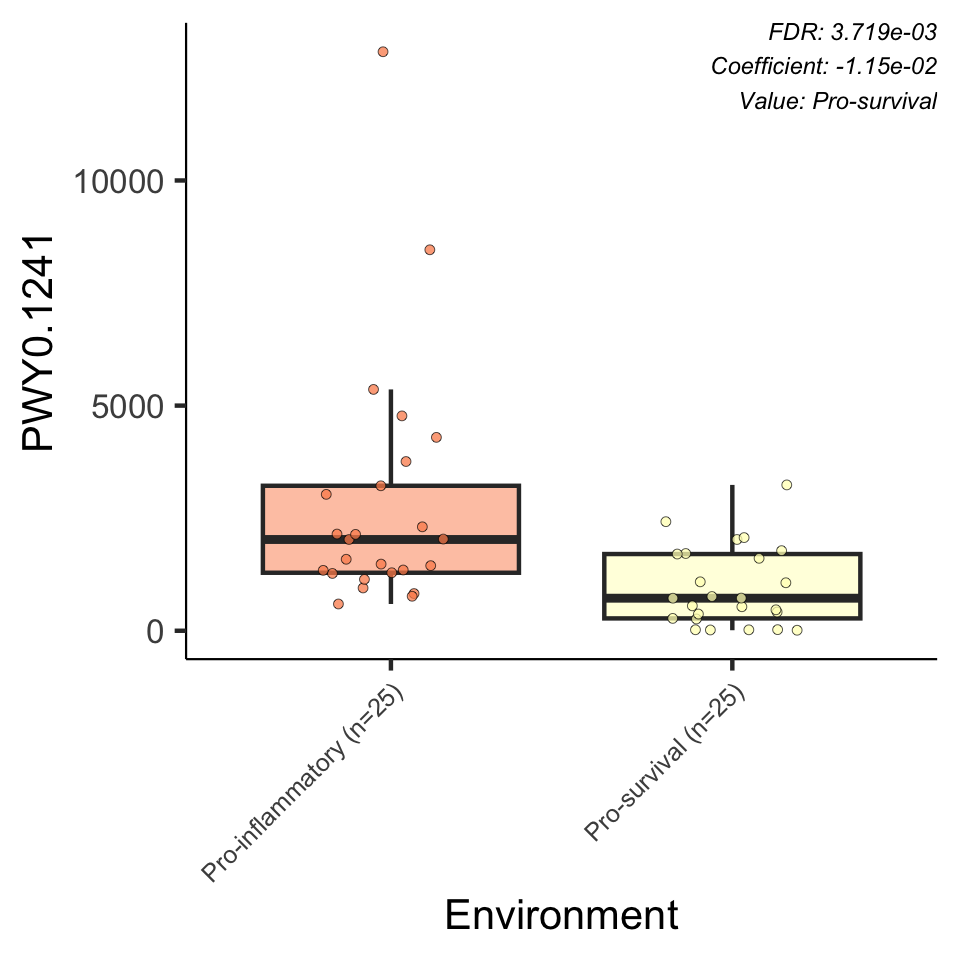 FDR: 3.719e-03
Coefficient: -1.15e-02
Value: Pro-survival
PWY0.1241
10000
5000
0
Pro-inflammatory (n=25)
Pro-survival (n=25)
Environment